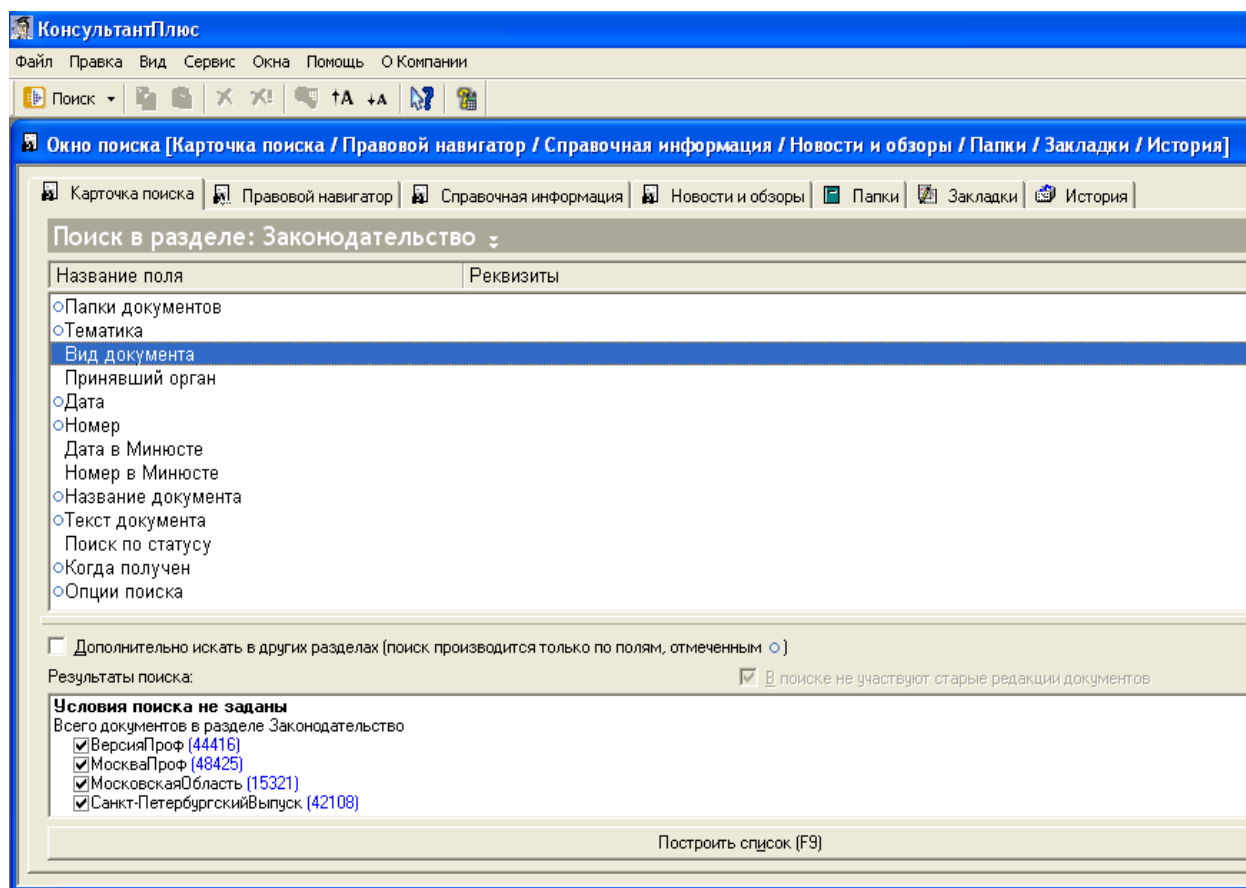 КонсультантПлюс
Файл Правка Вид Сервис Окна Помощь О Компании
Поиск
Окно поиска [Карточка поиска / Правовой навигатор / Справочная информация / Новости и обзоры / Папки / Закладки / История]
Карточка поиска Правовой навигатор Справочная информация Новости и обзоры Папки Закладки История
Поиск в разделе: Законодательство
Название поля Реквизиты
Папки документов
Тематика
Вид документа
Принявший орган
Дата
Номер
Дата в Минюсте
Номер в Минюсте
Название документа
Текст документа
Поиск по статусу
Когда получен
Опции поиска
Дополнительно искать в других разделах (поиск производится только по полям, отмеченным ○)
Результаты поиска: В поиске не участвуют старые редакции документов
Условия поиска не заданы
Всего документов в разделе Законодательство
ВерсияПроф (44416)
МоскваПроф (48425)
МосковскаяОбласть (15321)
Санкт-ПетербургскийВыпуск (42108)
Построить список (F9)